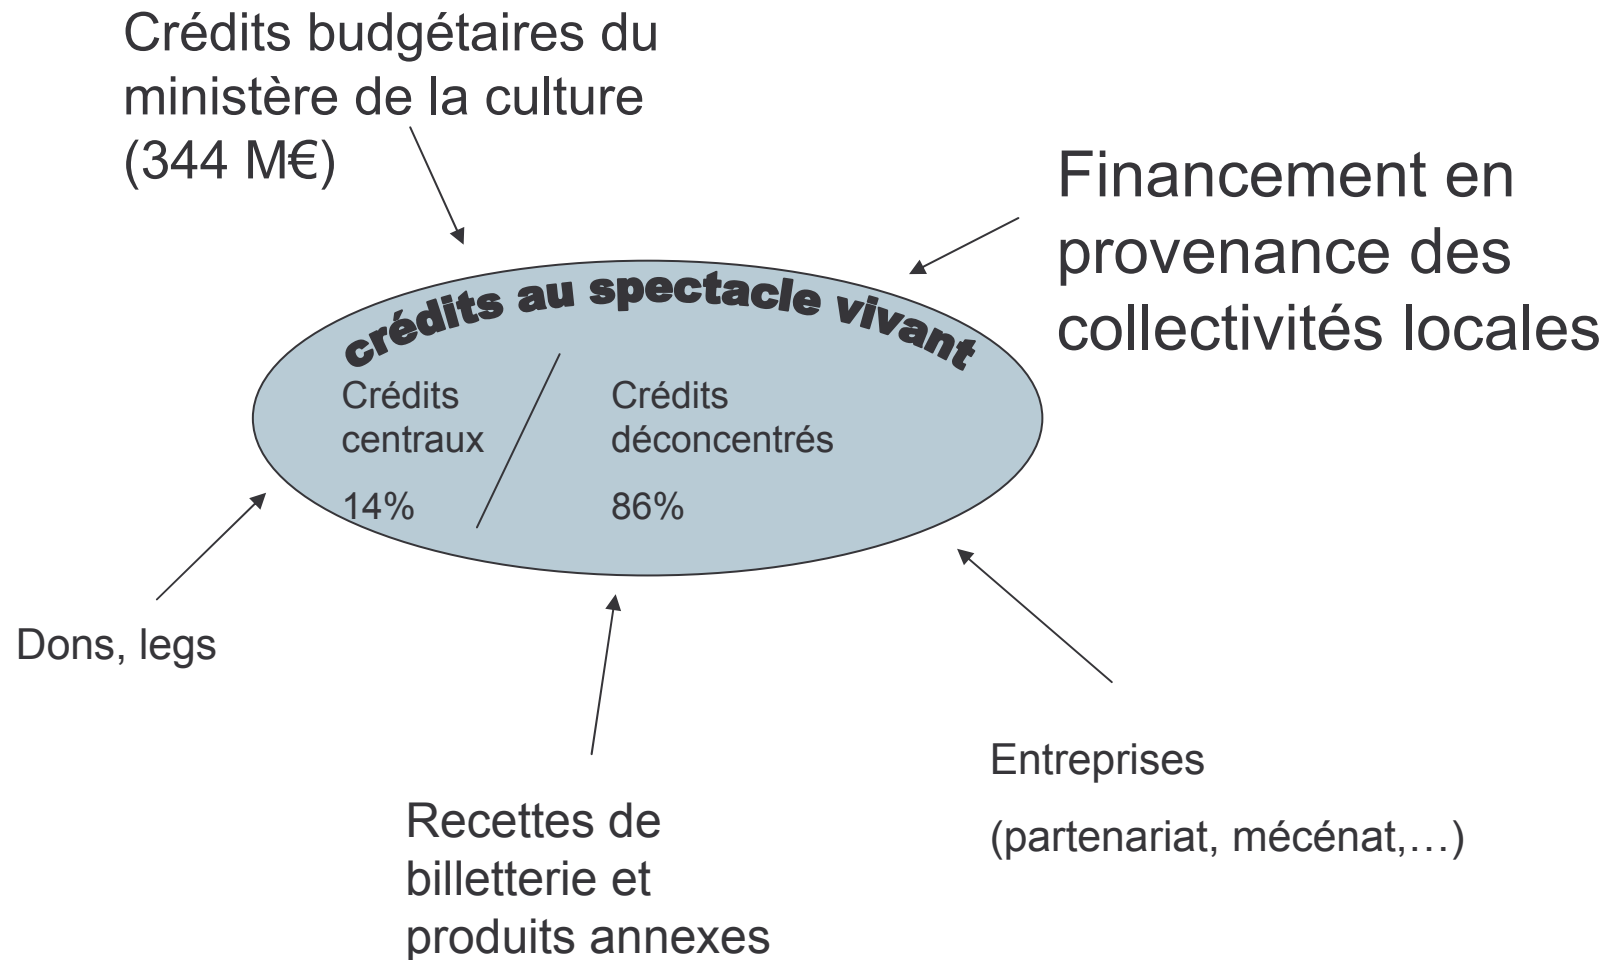 Crédits budgétaires du
ministère de la culture
(344 M€)
Financement en
provenance des
collectivités locales
crédits au spectacle vivant
Crédits
centraux
14%
Crédits
déconcentrés
86%
Dons, legs
Entreprises
(partenariat, mécénat,…)
Recettes de
billetterie et
produits annexes